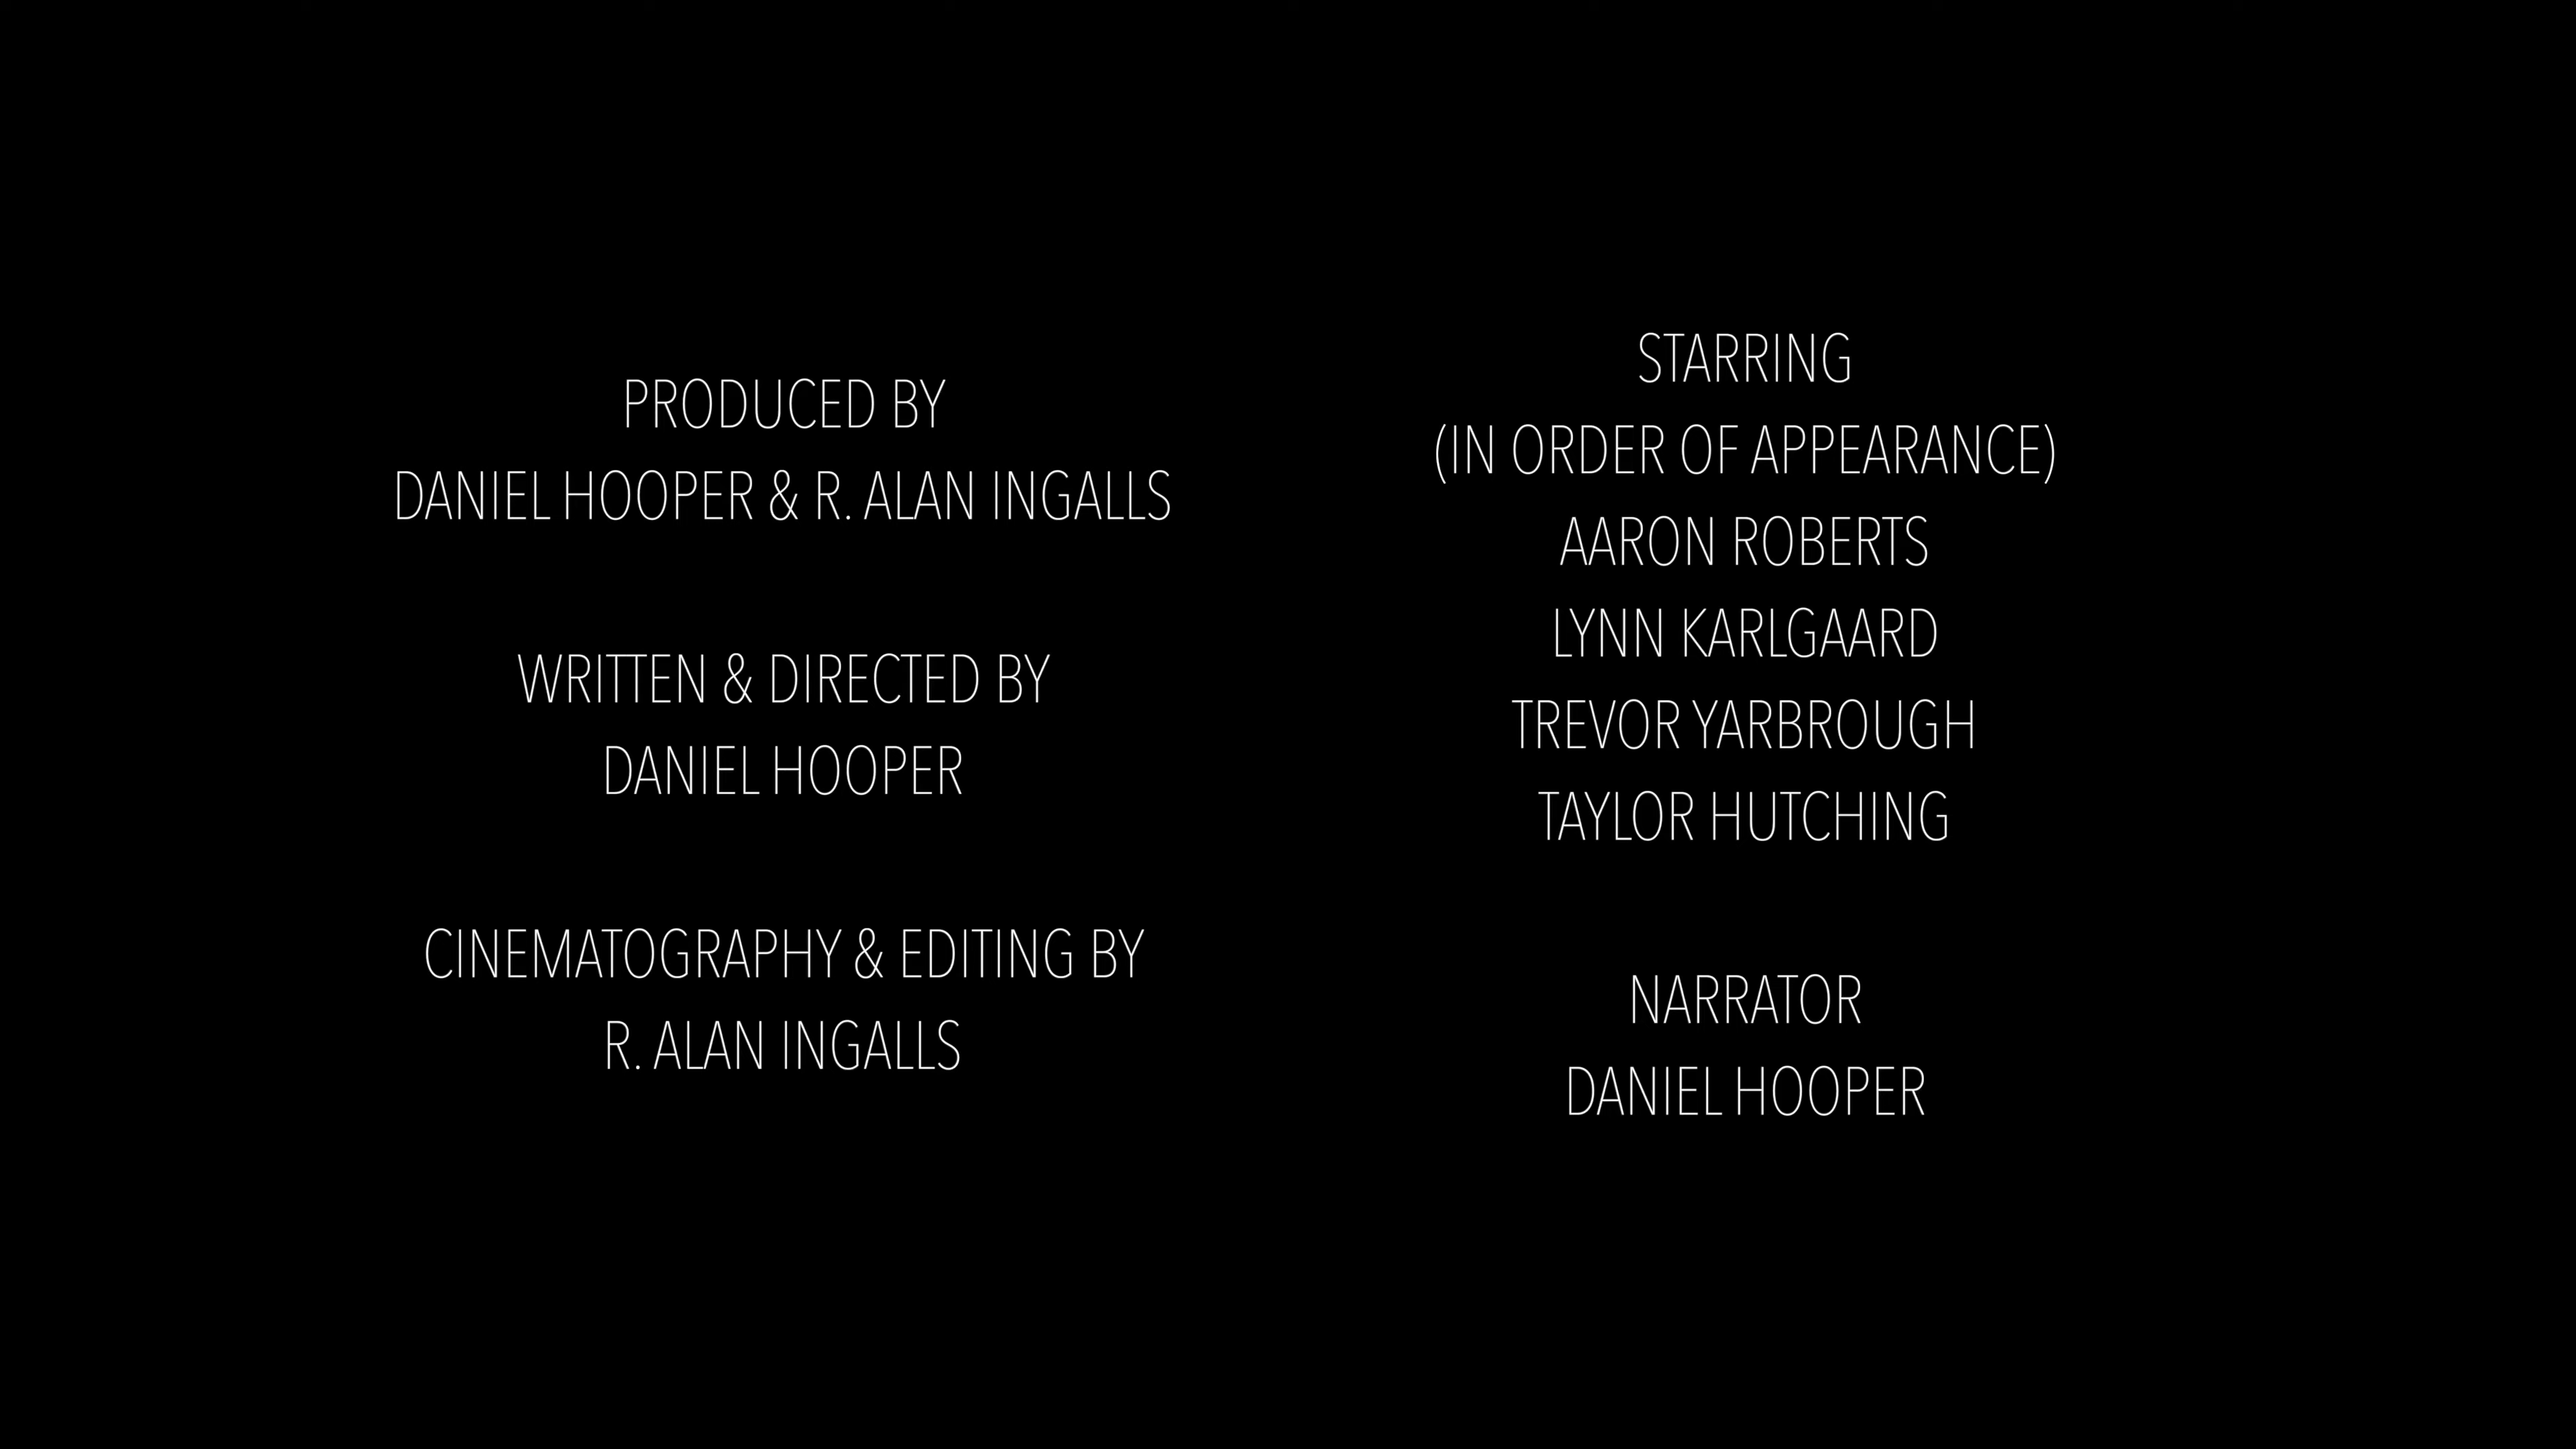 PRODUCED BY
DANIEL HOOPER & R. ALAN INGALLS
WRITTEN & DIRECTED BY
DANIEL HOOPER
CINEMATOGRAPHY & EDITING BY
R. ALAN INGALLS
STARRING
(IN ORDER OF APPEARANCE)
AARON ROBERTS
LYNN KARLGAARD
TREVOR YARBROUGH
TAYLOR HUTCHING
NARRATOR
DANIEL HOOPER